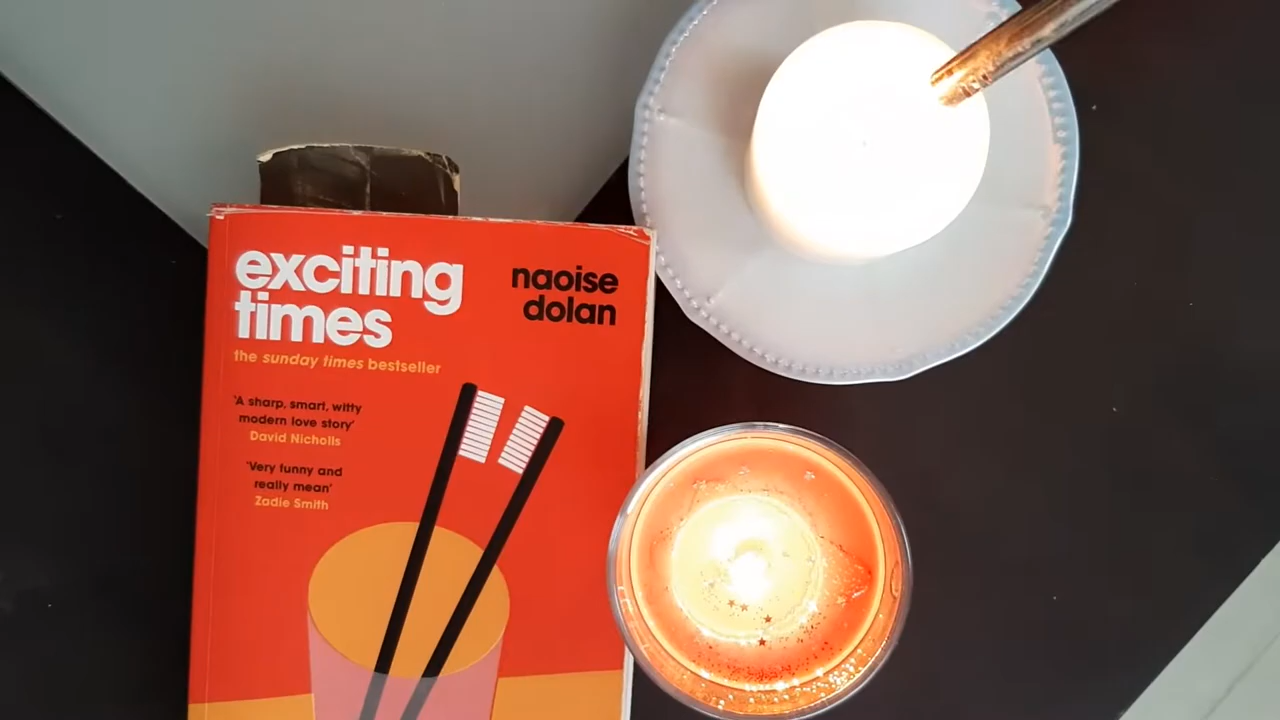 exciting
times
naoise
dolan
the sunday times bestseller
'A sharp, smart, witty
modern love story'
David Nicholls
'Very funny and
really mean'
Zadie Smith